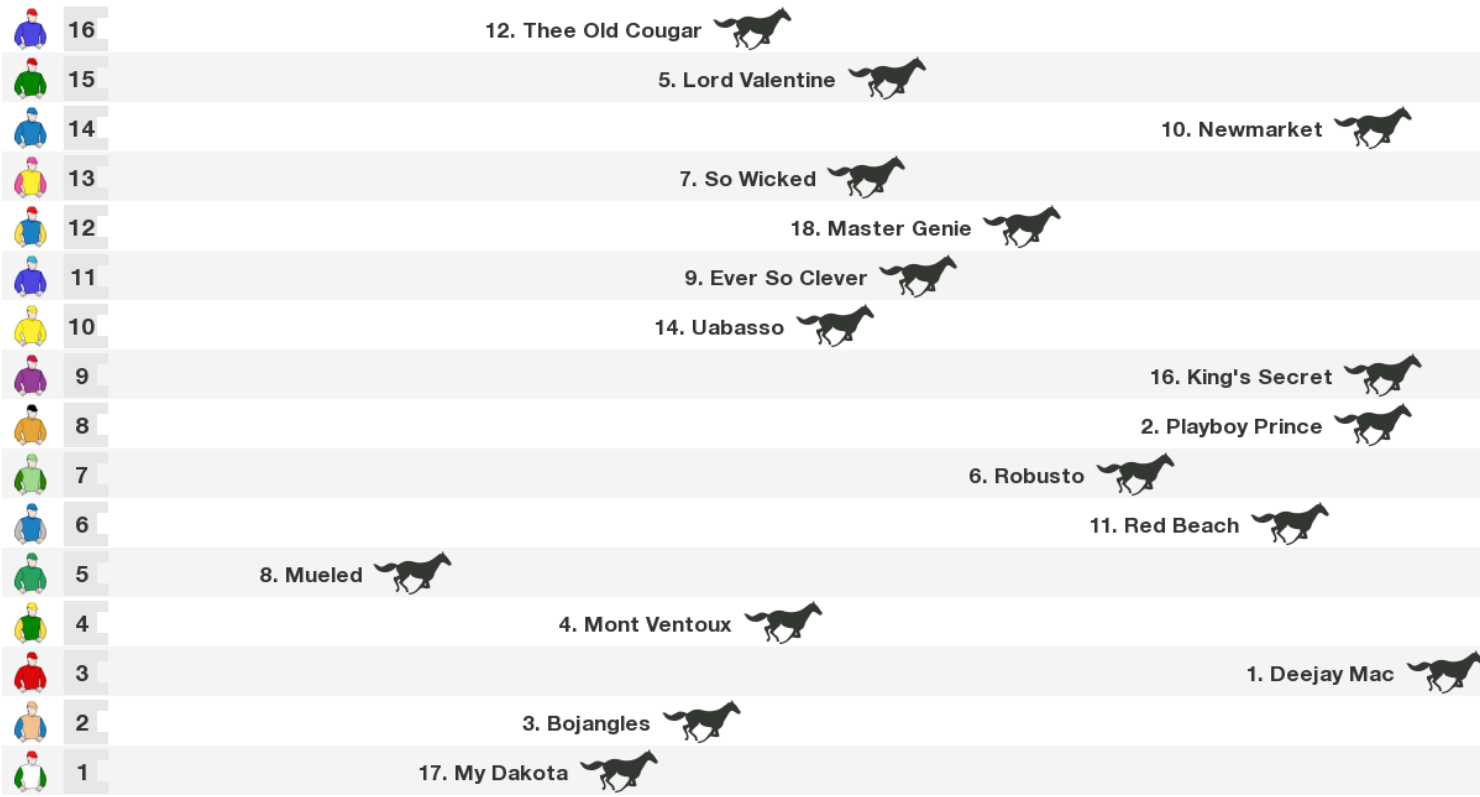 16 12. Thee Old Cougar
15 5. Lord Valentine
14 10. Newmarket
13 7. So Wicked
12 18. Master Genie
11 9. Ever So Clever
10 14. Uabasso
9 16. King's Secret
8 2. Playboy Prince
7 6. Robusto
6 11. Red Beach
5 8. Mueled
4 4. Mont Ventoux
3 1. Deejay Mac
2 3. Bojangles
1 17. My Dakota